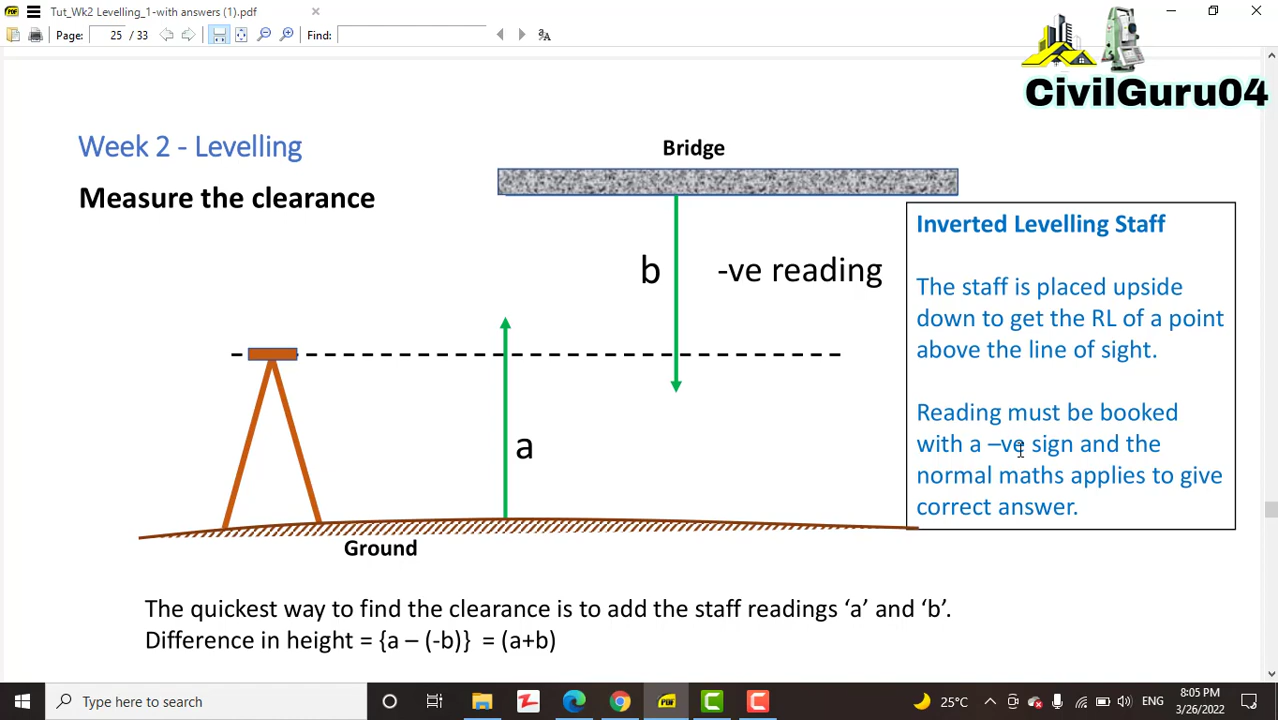 Tut_Wk2 Levelling_1-with answers (1).pdf
Page: 25 / 33
Find:
CivilGuru04
Week 2 - Levelling
Measure the clearance
Bridge
b
-ve reading
a
Ground
Inverted Levelling Staff
The staff is placed upside
down to get the RL of a point
above the line of sight.
Reading must be booked
with a –ve sign and the
normal maths applies to give
correct answer.
The quickest way to find the clearance is to add the staff readings ‘a’ and ‘b’.
Difference in height = {a – (-b)} = (a+b)
Type here to search
25°C
ENG
8:05 PM
3/26/2022